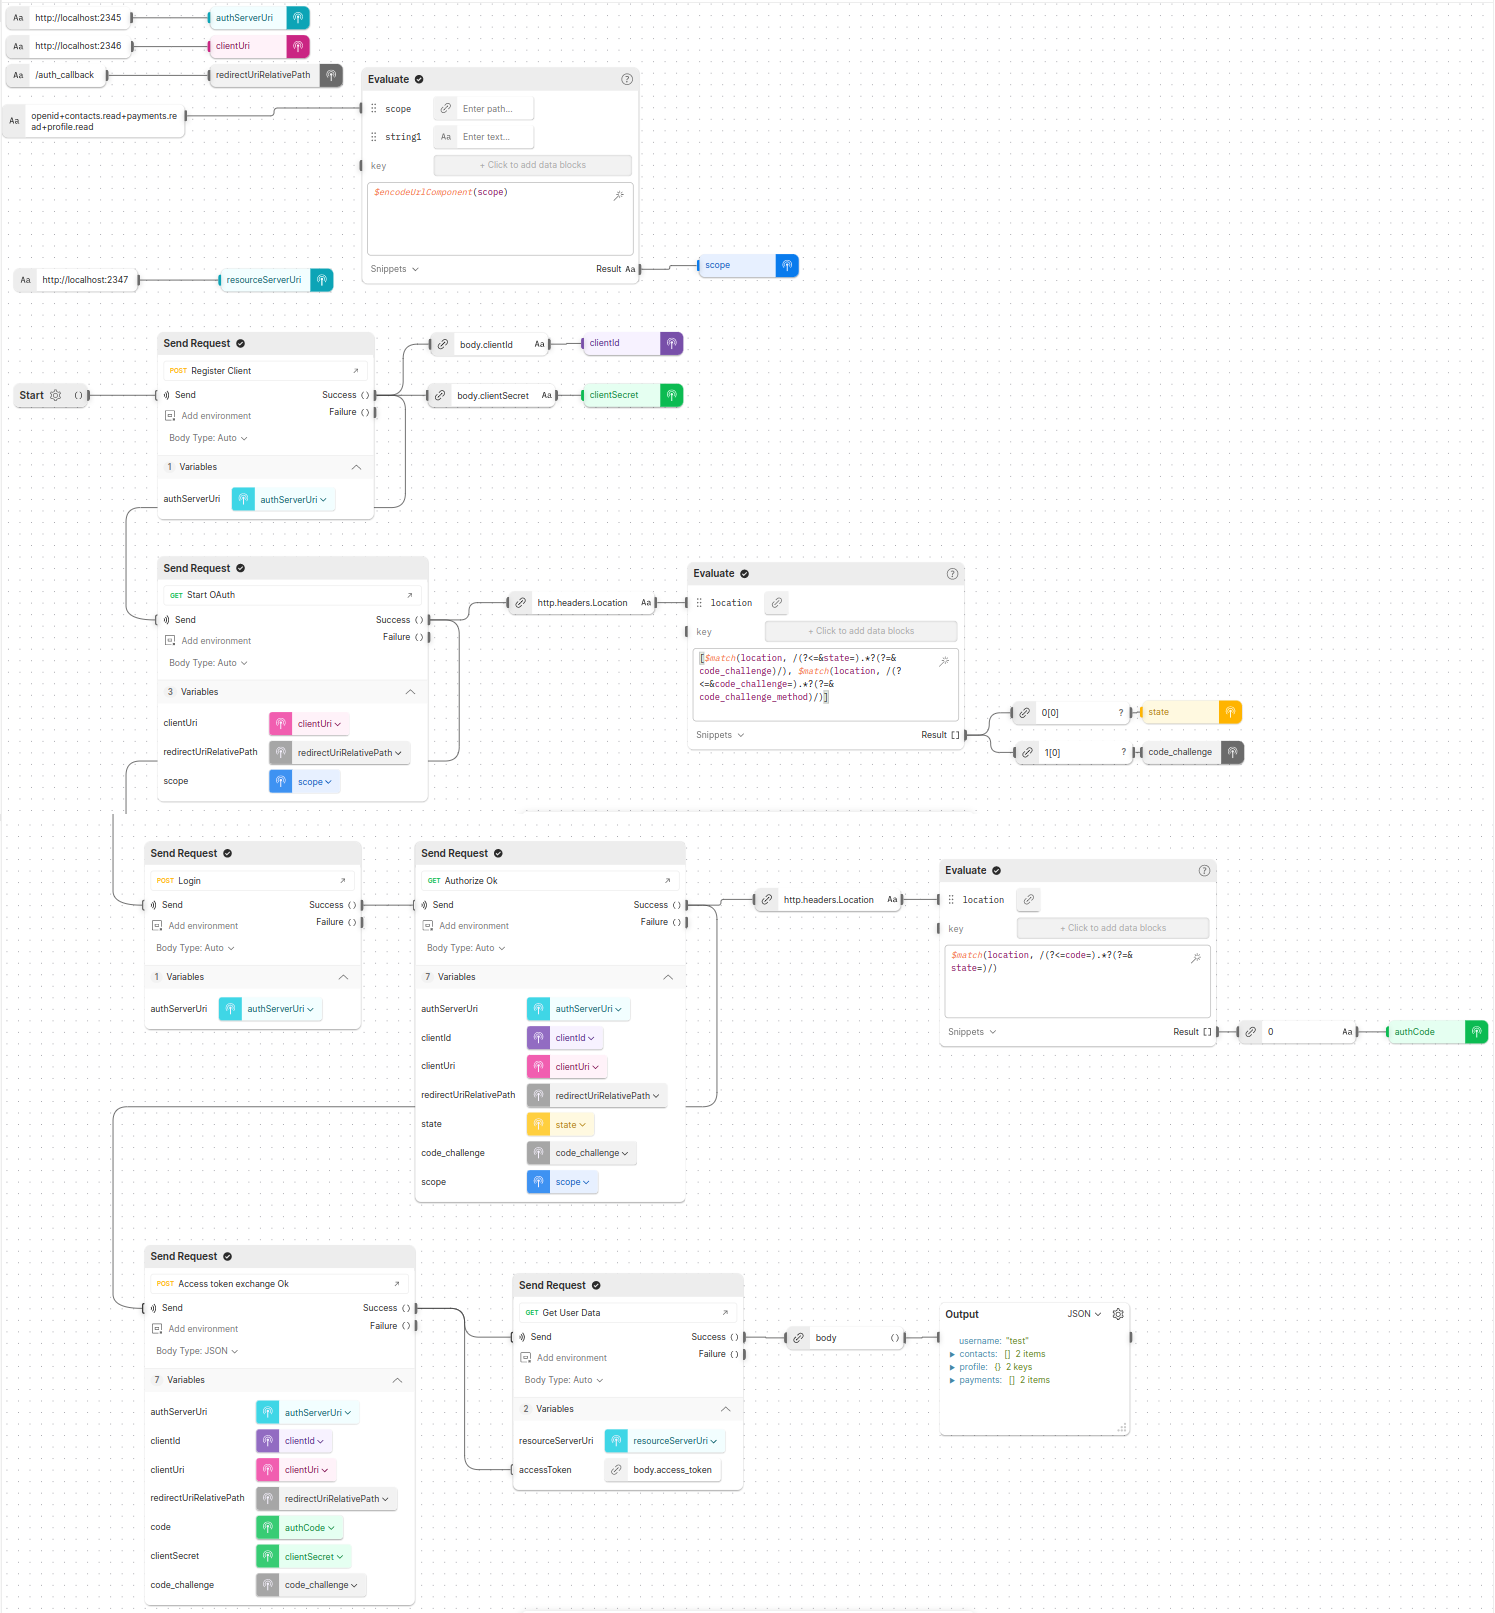 Aa http://localhost:2345 authServerUri
Aa http://localhost:2346 clientUri
Aa /auth_callback redirectUriRelativePath
Aa openid+contacts.read+payments.re
ad+profile.read
Evaluate ?
scope Enter path...
string1 Aa Enter text...
key + Click to add data blocks
$encodeUrlComponent(scope)
Snippets Result Aa
scope
Aa http://localhost:2347 resourceServerUri
Start ()
Send Request
POST Register Client
Send Success ()
Failure ()
Add environment
Body Type: Auto
1 Variables
authServerUri authServerUri
body.clientId Aa clientId
body.clientSecret Aa clientSecret
Send Request
GET Start OAuth
Send Success ()
Failure ()
Add environment
Body Type: Auto
3 Variables
clientUri clientUri
redirectUriRelativePath redirectUriRelativePath
scope scope
http.headers.Location Aa
Evaluate ?
location
key + Click to add data blocks
[$match(location, /(?<=&state=).*?(?=&
code_challenge)/), $match(location, /(?
<=&code_challenge=).*?(?=&
code_challenge_method)/)]
Snippets Result []
0[0] ? state
1[0] ? code_challenge
Send Request
POST Login
Send Success ()
Failure ()
Add environment
Body Type: Auto
1 Variables
authServerUri authServerUri
Send Request
GET Authorize Ok
Send Success ()
Failure ()
Add environment
Body Type: Auto
7 Variables
authServerUri authServerUri
clientId clientId
clientUri clientUri
redirectUriRelativePath redirectUriRelativePath
state state
code_challenge code_challenge
scope scope
http.headers.Location Aa
Evaluate ?
location
key + Click to add data blocks
$match(location, /(?<=code=).*?(?=&
state=)/)
Snippets Result []
0 Aa authCode
Send Request
POST Access token exchange Ok
Send Success ()
Failure ()
Add environment
Body Type: JSON
7 Variables
authServerUri authServerUri
clientId clientId
clientUri clientUri
redirectUriRelativePath redirectUriRelativePath
code authCode
clientSecret clientSecret
code_challenge code_challenge
Send Request
GET Get User Data
Send Success ()
Failure ()
Add environment
Body Type: Auto
2 Variables
resourceServerUri resourceServerUri
accessToken body.access_token
body ()
Output JSON
username: "test"
contacts: [] 2 items
profile: {} 2 keys
payments: [] 2 items